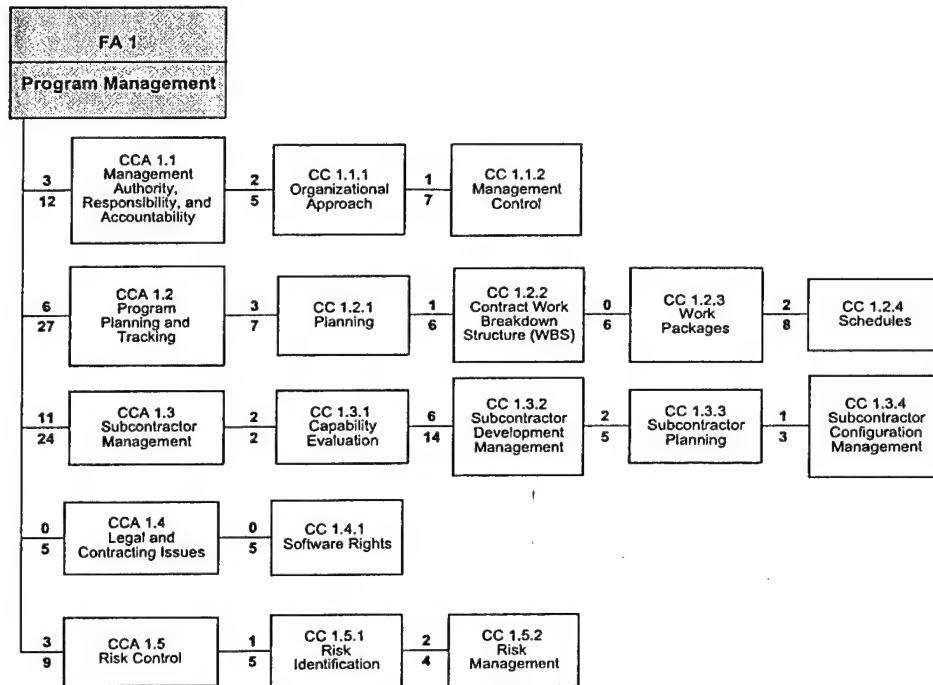 FA 1
Program Management
3
12
CCA 1.1
Management
Authority,
Responsibility, and
Accountability
2
5
CC 1.1.1
Organizational
Approach
1
7
CC 1.1.2
Management
Control
6
27
CCA 1.2
Program
Planning and
Tracking
3
7
CC 1.2.1
Planning
1
6
CC 1.2.2
Contract Work
Breakdown
Structure (WBS)
0
6
CC 1.2.3
Work
Packages
2
8
CC 1.2.4
Schedules
11
24
CCA 1.3
Subcontractor
Management
2
2
CC 1.3.1
Capability
Evaluation
6
14
CC 1.3.2
Subcontractor
Development
Management
2
5
CC 1.3.3
Subcontractor
Planning
1
3
CC 1.3.4
Subcontractor
Configuration
Management
0
5
CCA 1.4
Legal and
Contracting Issues
0
5
CC 1.4.1
Software Rights
3
9
CCA 1.5
Risk Control
1
5
CC 1.5.1
Risk
Identification
2
4
CC 1.5.2
Risk
Management